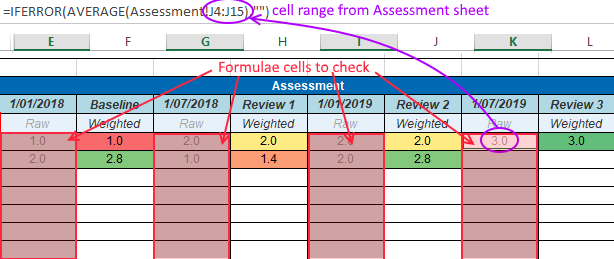 =IFERROR(AVERAGE(Assessment!J4:J15),"") cell range from Assessment sheet
E F G H I J K L
Formulae cells to check
Assessment
1/01/2018 Baseline 1/07/2018 Review 1 1/01/2019 Review 2 1/07/2019 Review 3
Raw Weighted Raw Weighted Raw Weighted Raw Weighted
1.0 1.0 2.0 2.0 2.0 2.0 3.0 3.0
2.0 2.8 1.0 1.4 2.0 2.8